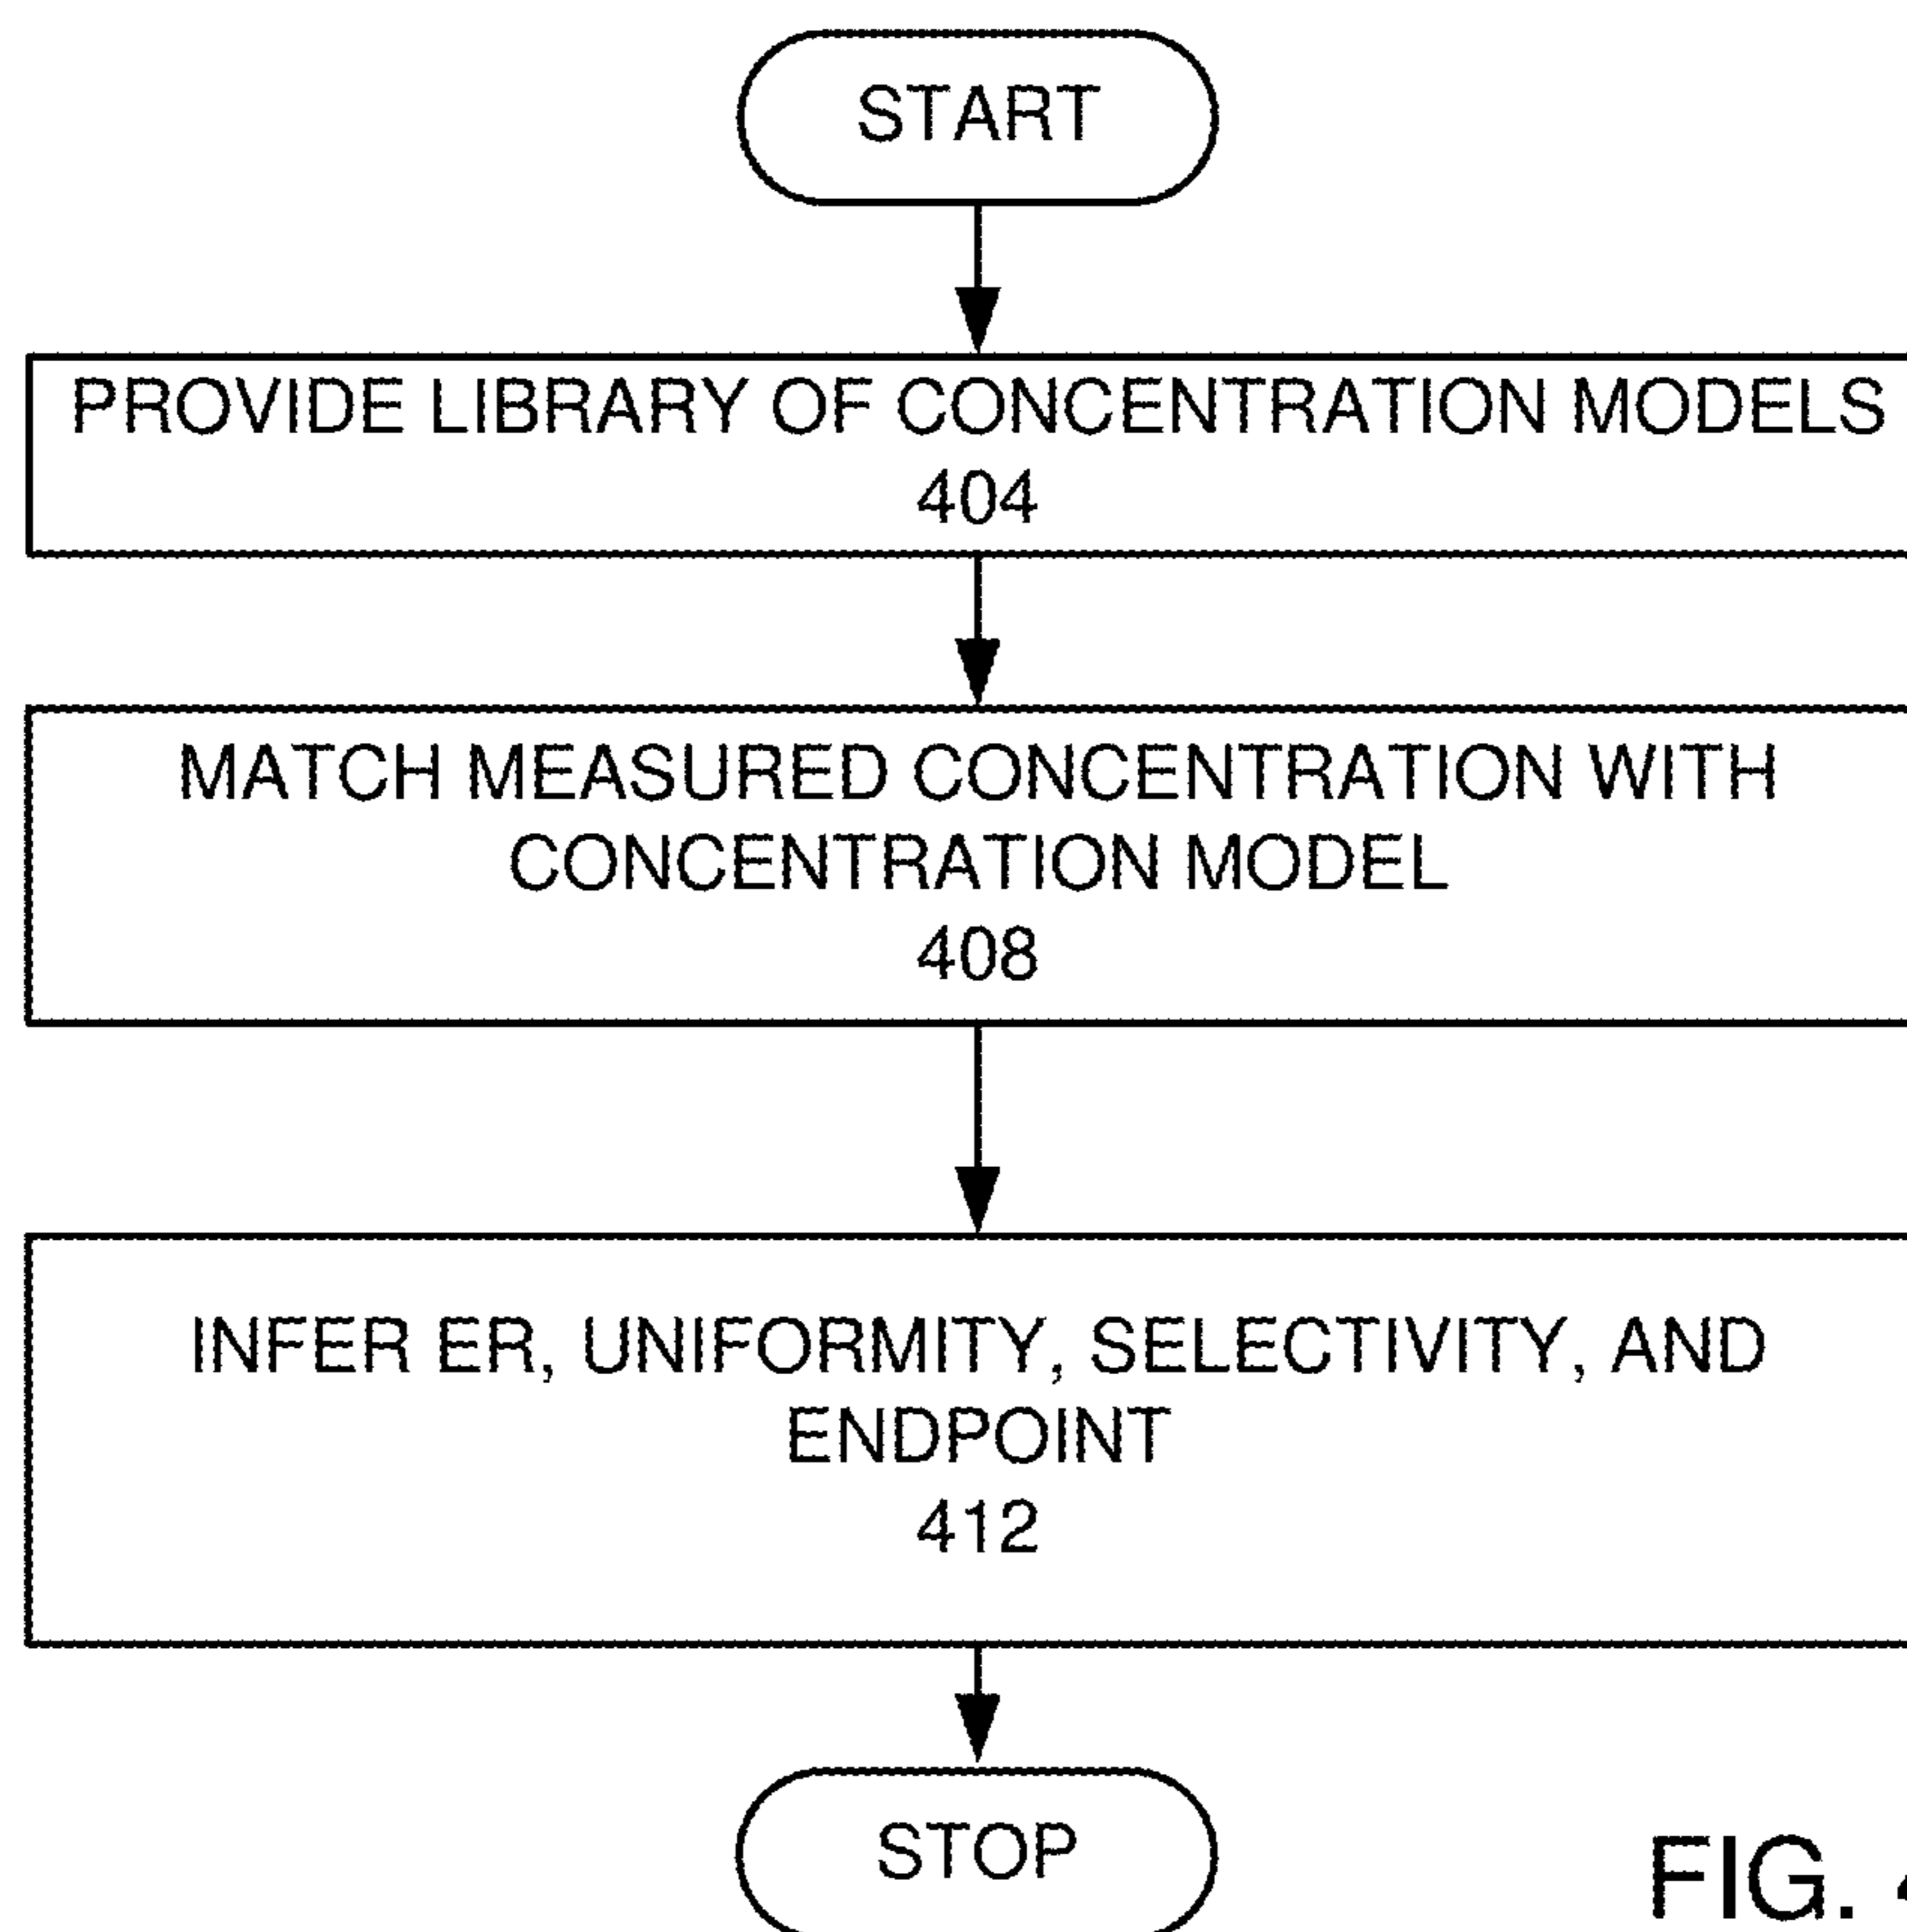 START
PROVIDE LIBRARY OF CONCENTRATION MODELS
404
MATCH MEASURED CONCENTRATION WITH
CONCENTRATION MODEL
408
INFER ER, UNIFORMITY, SELECTIVITY, AND
ENDPOINT
412
STOP
FIG. 4